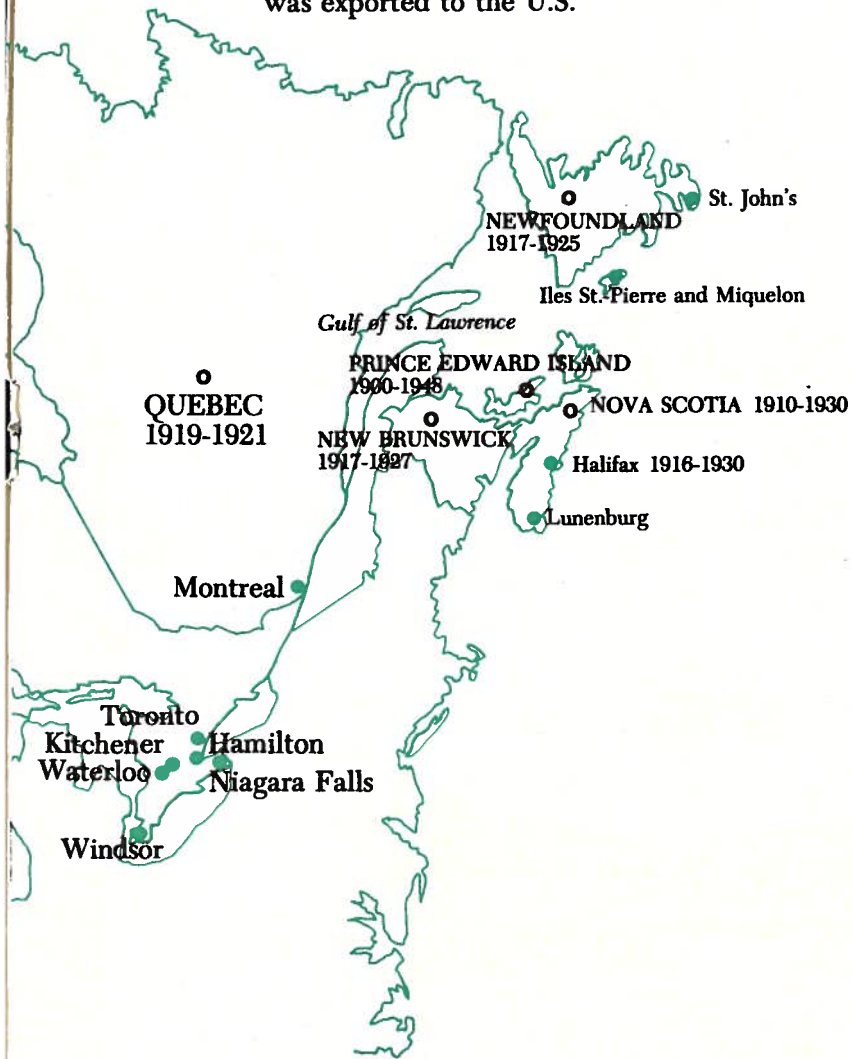 was exported to the U.S.
St. John's
NEWFOUNDLAND
1917-1925
Iles St.-Pierre and Miquelon
Gulf of St. Lawrence
PRINCE EDWARD ISLAND
1900-1948
QUEBEC
1919-1921
NOVA SCOTIA 1910-1930
NEW BRUNSWICK
1917-1927
Halifax 1916-1930
Lunenburg
Montreal
Toronto
Kitchener
Hamilton
Waterloo
Niagara Falls
Windsor